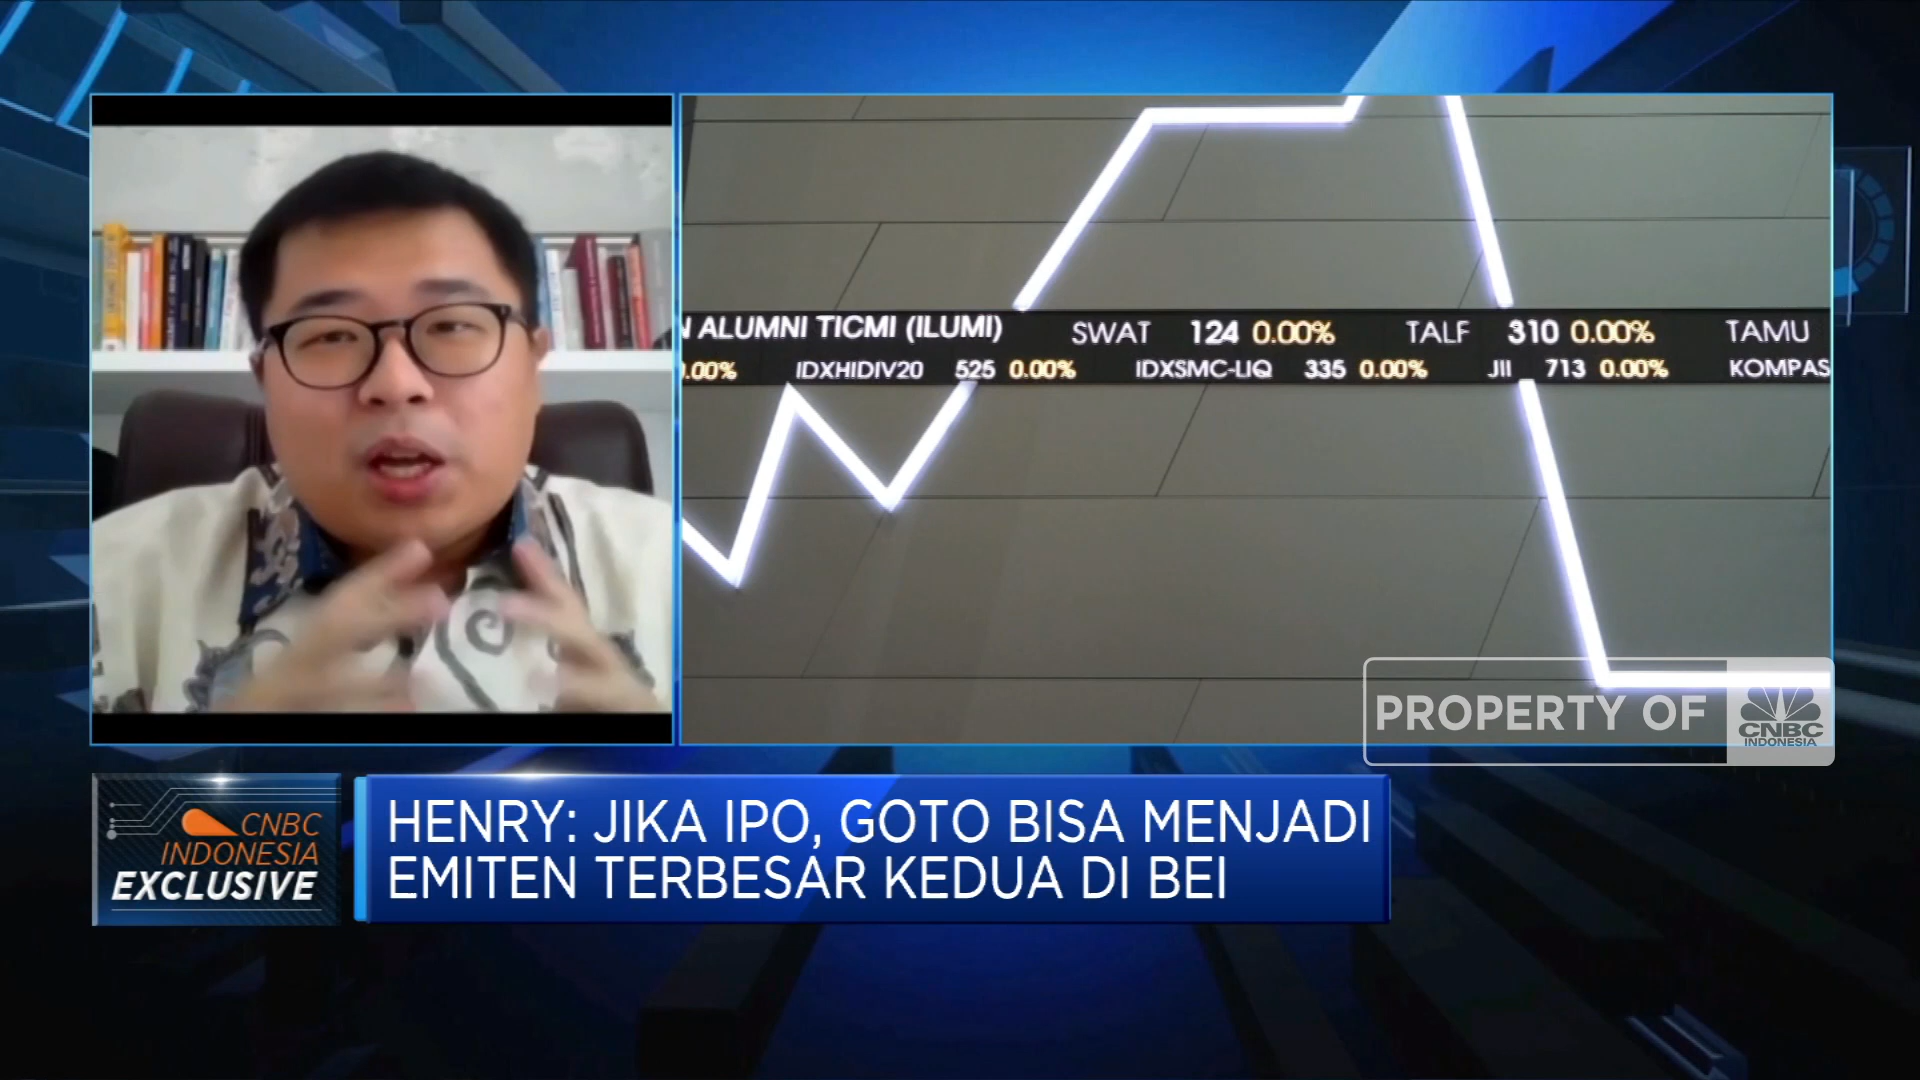 N ALUMNI TICMI (ILUMI) SWAT 124 0.00% TALF 310 0.00% TAMU
.00% IDXHIDIV20 525 0.00% IDXSMC-LIQ 335 0.00% JII 713 0.00% KOMPAS
PROPERTY OF
CNBC
INDONESIA
CNBC
INDONESIA
EXCLUSIVE
HENRY: JIKA IPO, GOTO BISA MENJADI
EMITEN TERBESAR KEDUA DI BEI